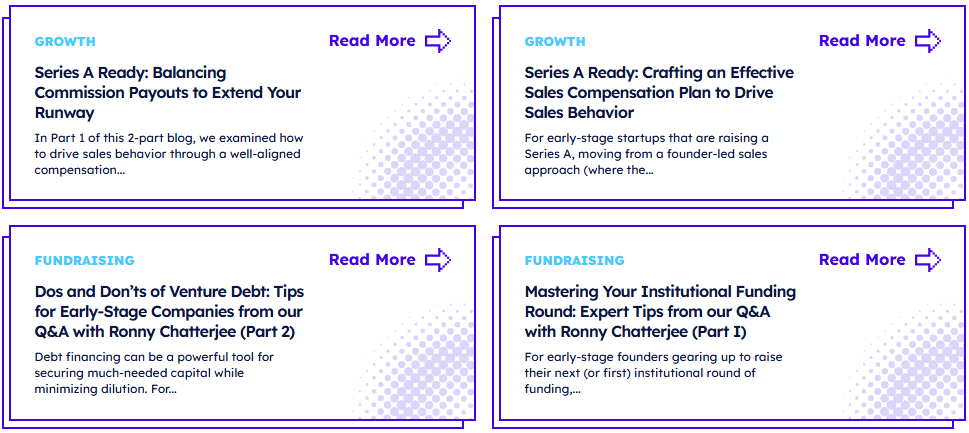 GROWTH
Read More
Series A Ready: Balancing
Commission Payouts to Extend Your
Runway
In Part 1 of this 2-part blog, we examined how
to drive sales behavior through a well-aligned
compensation...
GROWTH
Read More
Series A Ready: Crafting an Effective
Sales Compensation Plan to Drive
Sales Behavior
For early-stage startups that are raising a
Series A, moving from a founder-led sales
approach (where the...
FUNDRAISING
Read More
Dos and Don’ts of Venture Debt: Tips
for Early-Stage Companies from our
Q&A with Ronny Chatterjee (Part 2)
Debt financing can be a powerful tool for
securing much-needed capital while
minimizing dilution. For...
FUNDRAISING
Read More
Mastering Your Institutional Funding
Round: Expert Tips from our Q&A
with Ronny Chatterjee (Part I)
For early-stage founders gearing up to raise
their next (or first) institutional round of
funding,...